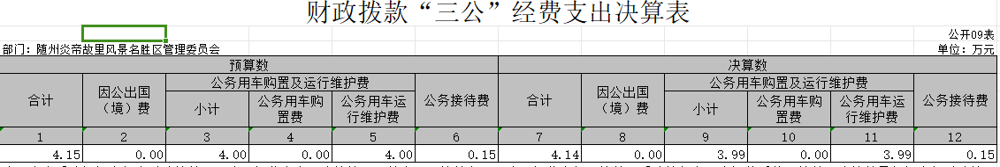 财政拨款“三公”经费支出决算表
公开09表
部门：随州炎帝故里风景名胜区管理委员会 单位：万元
预算数 决算数
合计 因公出国（境）费 公务用车购置及运行维护费 公务接待费 合计 因公出国（境）费 公务用车购置及运行维护费 公务接待费
小计 公务用车购置费 公务用车运行维护费 小计 公务用车购置费 公务用车运行维护费
1 2 3 4 5 6 7 8 9 10 11 12
4.15 0.00 4.00 0.00 4.00 0.15 4.14 0.00 3.99 0.00 3.99 0.15